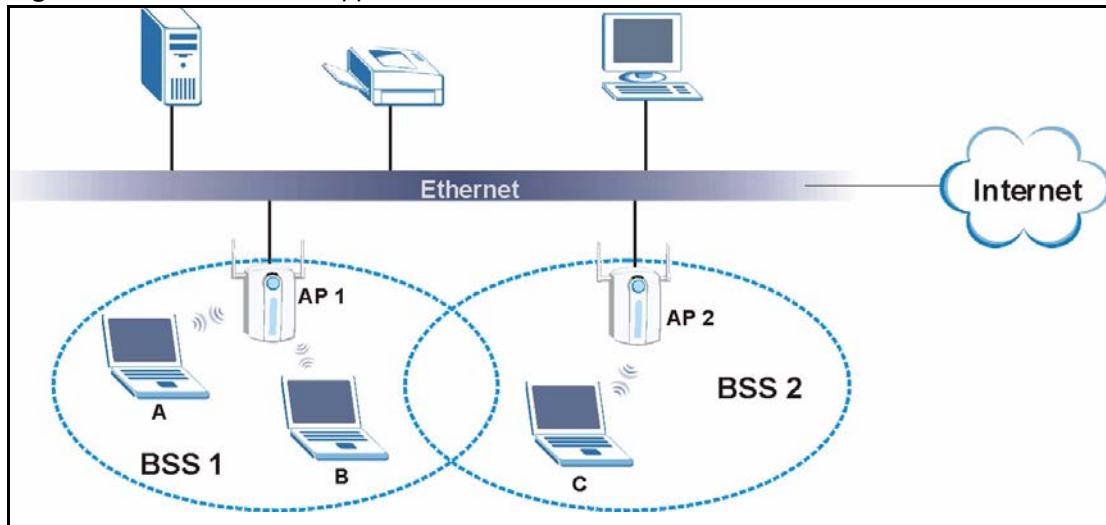 Ethernet
Internet
AP 1
AP 2
A
B
C
BSS 1
BSS 2